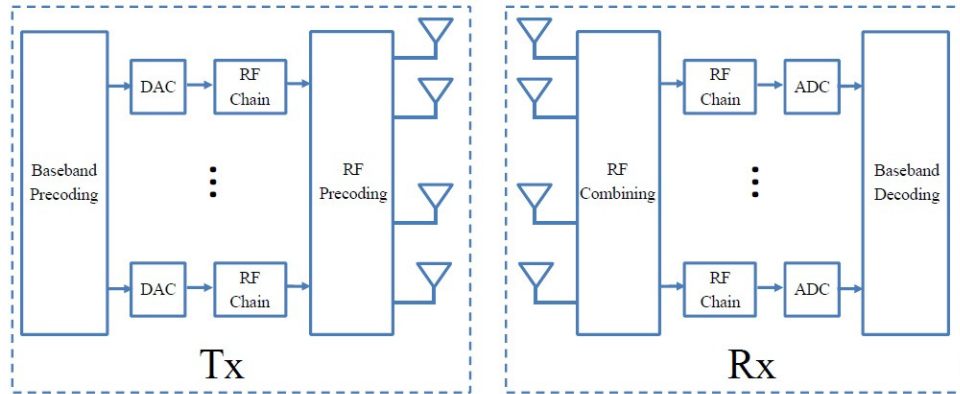 Baseband
Precoding
DAC
RF
Chain
DAC
RF
Chain
RF
Precoding
Tx
RF
Combining
RF
Chain
ADC
RF
Chain
ADC
Baseband
Decoding
Rx